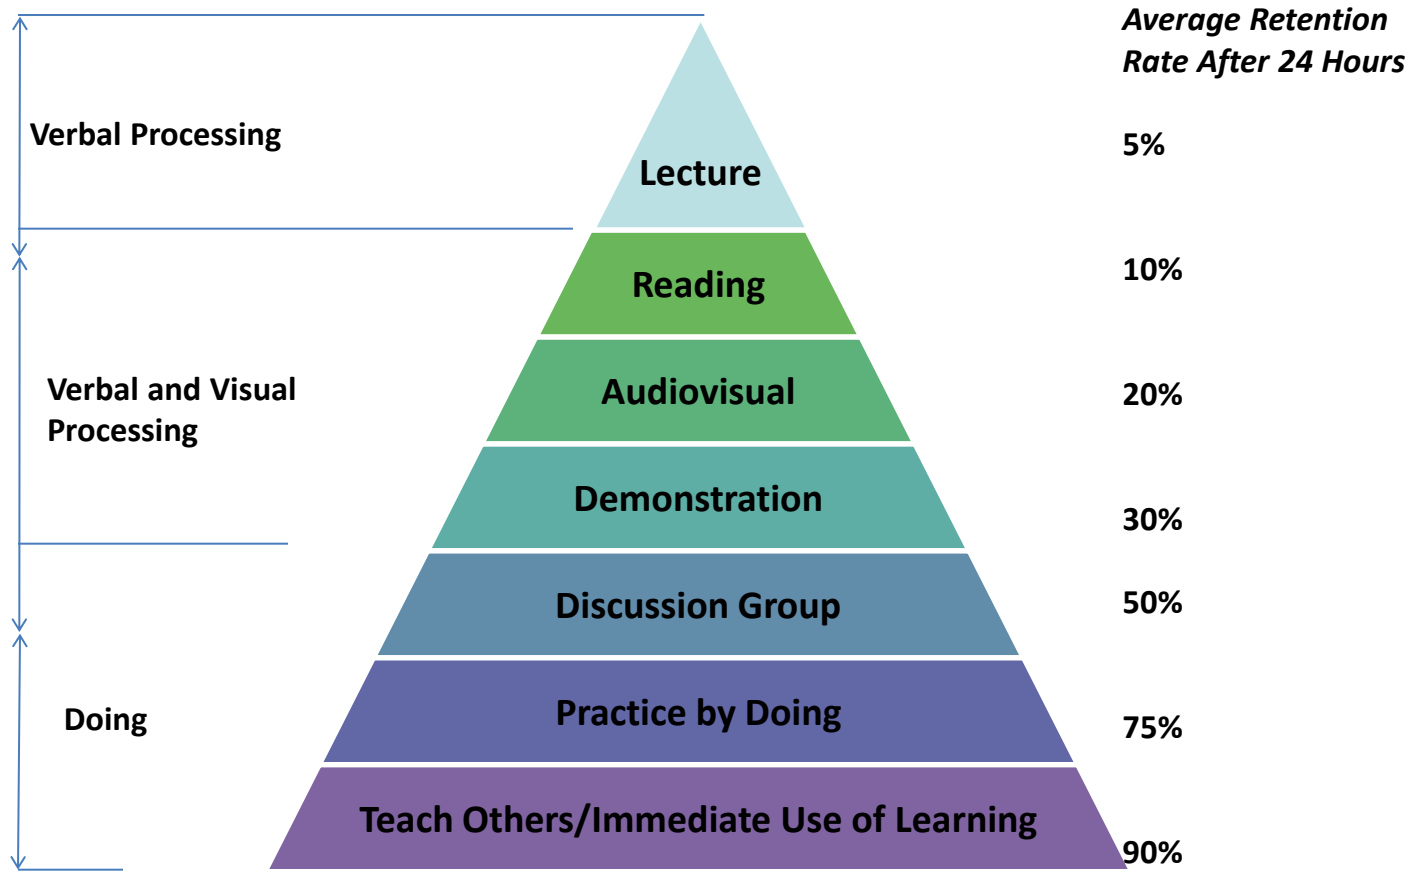 Average Retention
Rate After 24 Hours
Verbal Processing
5%
Lecture
10%
Reading
Verbal and Visual
Processing
Audiovisual
20%
Demonstration
30%
Discussion Group
50%
Doing
Practice by Doing
75%
Teach Others/Immediate Use of Learning
90%